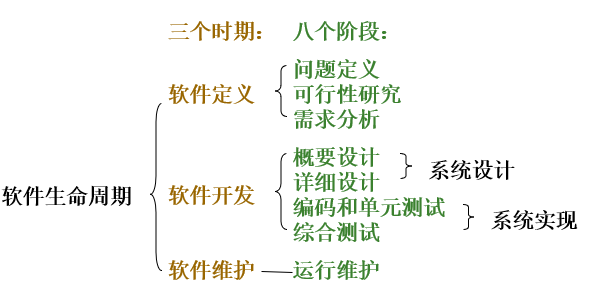 三个时期： 八个阶段：
问题定义
软件定义 可行性研究
需求分析
概要设计
系统设计
详细设计
软件生命周期 软件开发
编码和单元测试
系统实现
综合测试
软件维护 运行维护